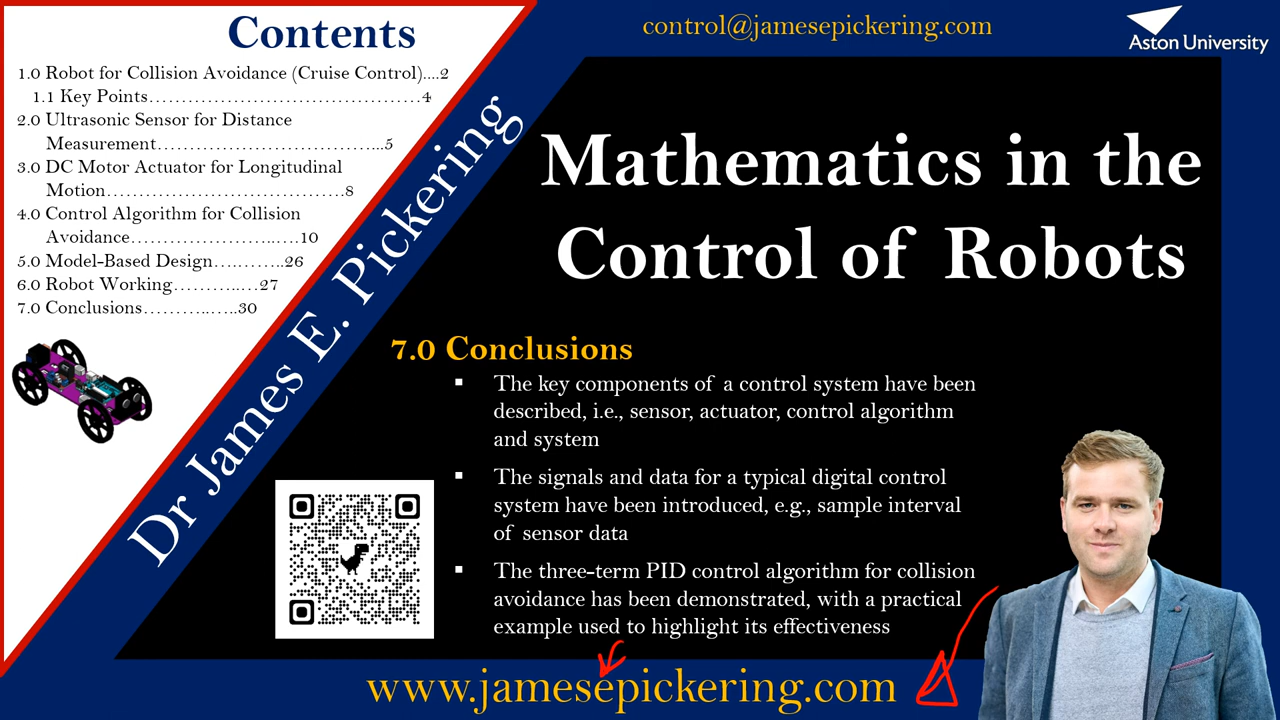 Contents
1.0 Robot for Collision Avoidance (Cruise Control)....2
1.1 Key Points……………………………………4
2.0 Ultrasonic Sensor for Distance
Measurement……………………………...5
3.0 DC Motor Actuator for Longitudinal
Motion……………………………….8
4.0 Control Algorithm for Collision
Avoidance…………………..….10
5.0 Model-Based Design….……..26
6.0 Robot Working………..…27
7.0 Conclusions………..…..30
Dr James E. Pickering
control@jamesepickering.com
Aston University
Mathematics in the
Control of Robots
7.0 Conclusions
▪ The key components of a control system have been
described, i.e., sensor, actuator, control algorithm
and system
▪ The signals and data for a typical digital control
system have been introduced, e.g., sample interval
of sensor data
▪ The three-term PID control algorithm for collision
avoidance has been demonstrated, with a practical
example used to highlight its effectiveness
www.jamesepickering.com